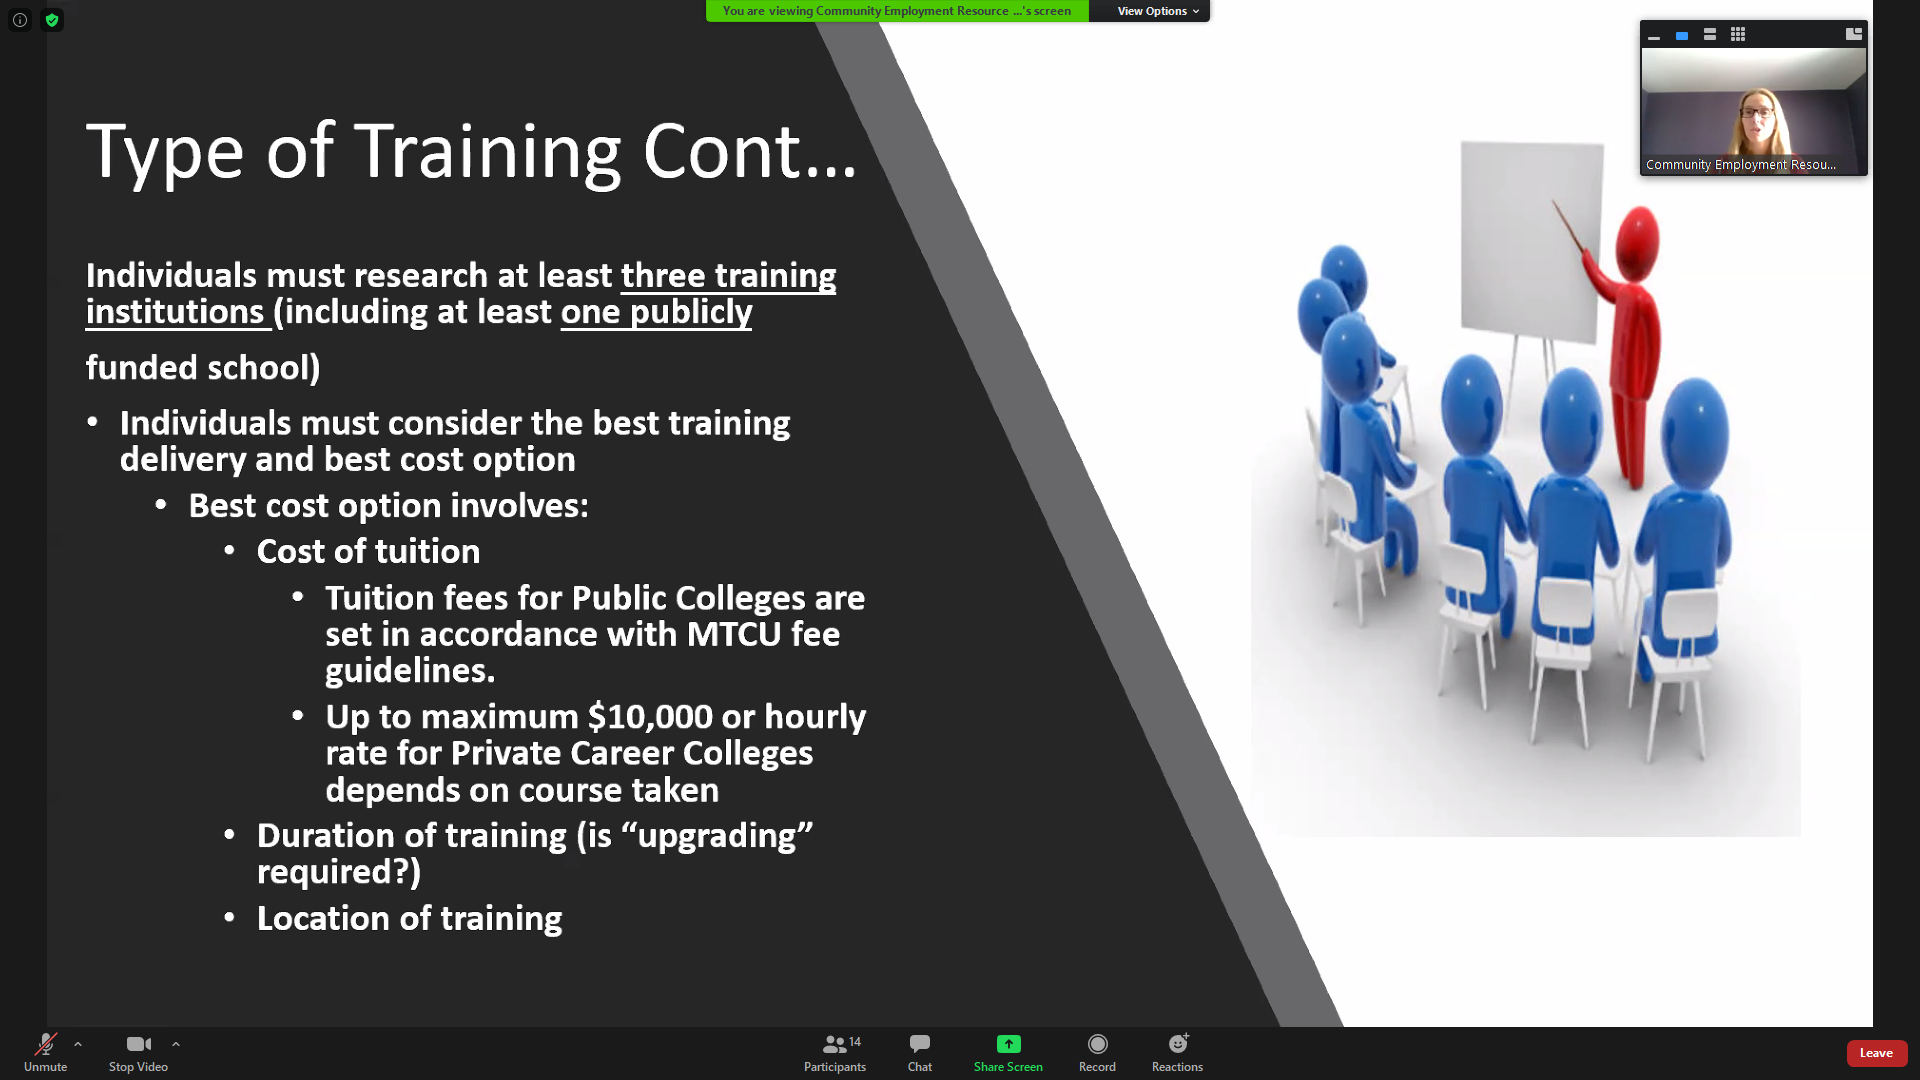 You are viewing Community Employment Resource ...'s screen
View Options
Community Employment Resou...
Type of Training Cont...
Individuals must research at least three training
institutions (including at least one publicly
funded school)
• Individuals must consider the best training
delivery and best cost option
• Best cost option involves:
• Cost of tuition
• Tuition fees for Public Colleges are
set in accordance with MTCU fee
guidelines.
• Up to maximum $10,000 or hourly
rate for Private Career Colleges
depends on course taken
• Duration of training (is “upgrading”
required?)
• Location of training
Unmute
Stop Video
14
Participants
Chat
Share Screen
Record
Reactions
Leave